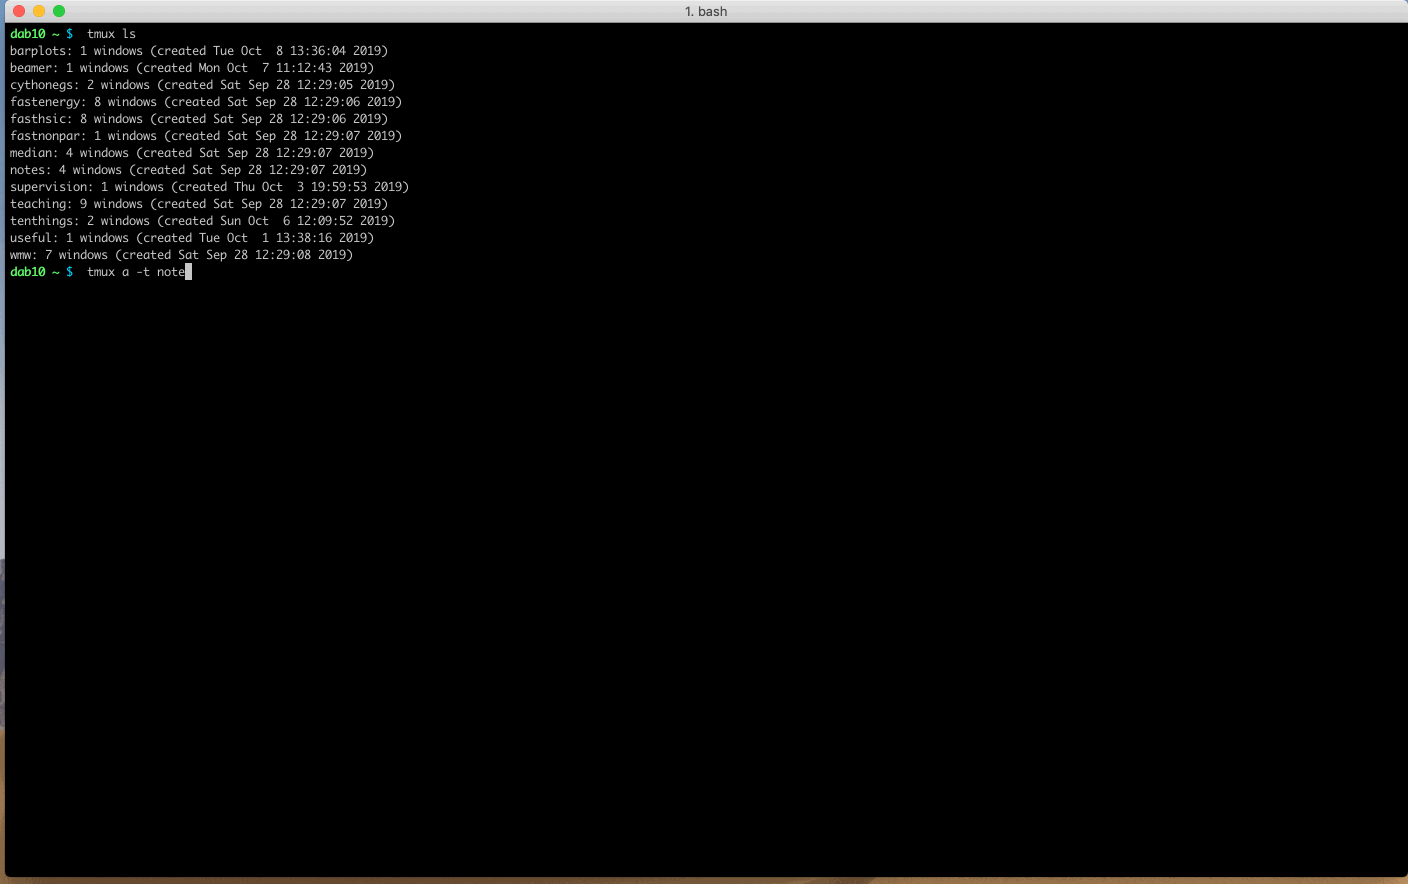 1. bash
dab10 ~ $  tmux ls
barplots: 1 windows (created Tue Oct  8 13:36:04 2019)
beamer: 1 windows (created Mon Oct  7 11:12:43 2019)
cythonegs: 2 windows (created Sat Sep 28 12:29:05 2019)
fastenergy: 8 windows (created Sat Sep 28 12:29:06 2019)
fasthsic: 8 windows (created Sat Sep 28 12:29:06 2019)
fastnonpar: 1 windows (created Sat Sep 28 12:29:07 2019)
median: 4 windows (created Sat Sep 28 12:29:07 2019)
notes: 4 windows (created Sat Sep 28 12:29:07 2019)
supervision: 1 windows (created Thu Oct  3 19:59:53 2019)
teaching: 9 windows (created Sat Sep 28 12:29:07 2019)
tenthings: 2 windows (created Sun Oct  6 12:09:52 2019)
useful: 1 windows (created Tue Oct  1 13:38:16 2019)
wmw: 7 windows (created Sat Sep 28 12:29:08 2019)
dab10 ~ $  tmux a -t note